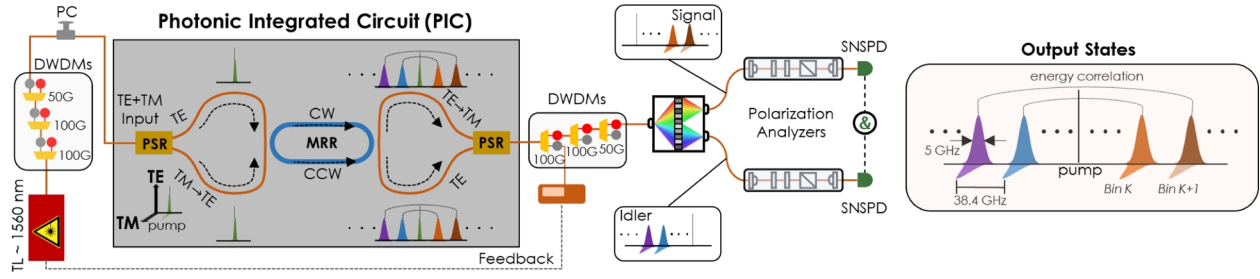 PC
Photonic Integrated Circuit (PIC)
DWDMs
50G
100G
100G
TL ~ 1560 nm
TE+TM
Input
PSR
TE
TM→TE
TE
TM
pump
CW
MRR
CCW
TE→TM
TE
PSR
Feedback
DWDMs
100G
100G
50G
Signal
Idler
SNSPD
Polarization
Analyzers
&
SNSPD
Output States
energy correlation
5 GHz
pump
Bin K
Bin K+1
38.4 GHz